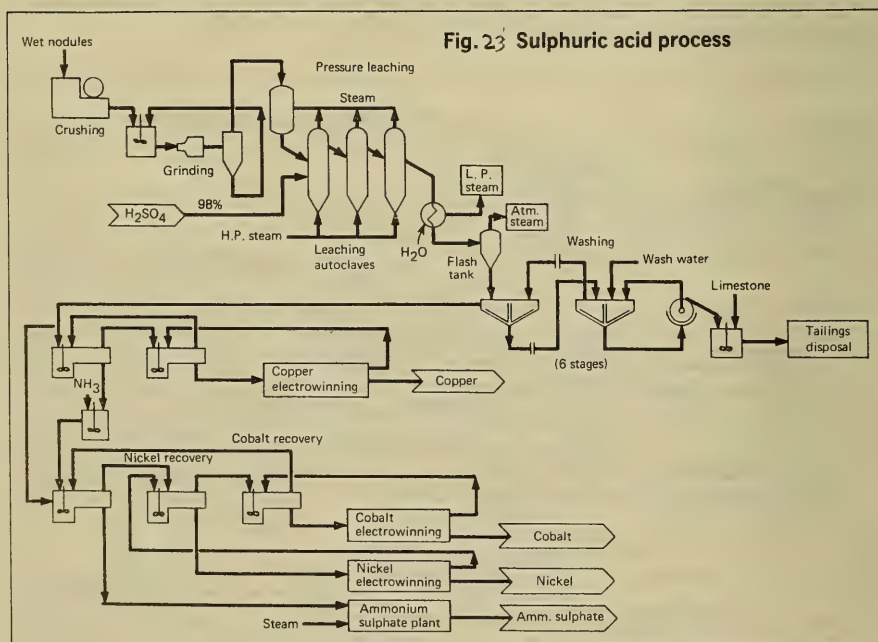 Fig. 23 Sulphuric acid process
Wet nodules
Pressure leaching
Steam
Crushing
Grinding
98%
H₂SO₄
H.P. steam
Leaching
autoclaves
L. P.
steam
Atm.
steam
H₂O
Flash
tank
Washing
Wash water
Limestone
Tailings
disposal
(6 stages)
NH₃
Copper
electrowinning
Copper
Cobalt recovery
Nickel recovery
Cobalt
electrowinning
Cobalt
Nickel
electrowinning
Nickel
Ammonium
sulphate plant
Amm. sulphate
Steam